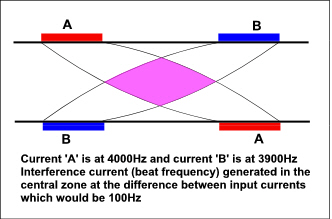 A
B
B
A
Current 'A' is at 4000Hz and current 'B' is at 3900Hz
Interference current (beat frequency) generated in the
central zone at the difference between input currents
which would be 100Hz